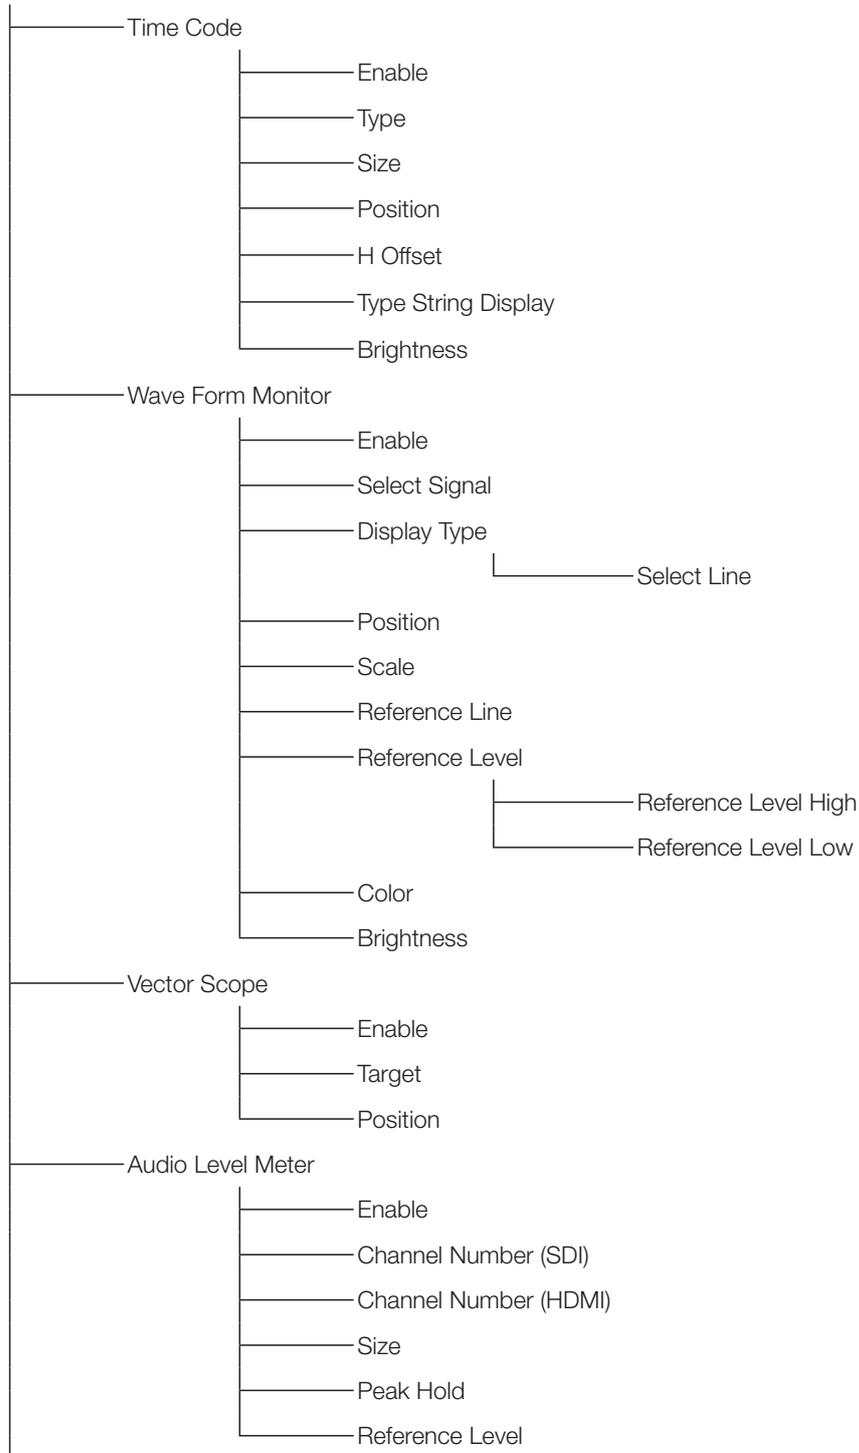 Time Code
Enable
Type
Size
Position
H Offset
Type String Display
Brightness
Wave Form Monitor
Enable
Select Signal
Display Type
Select Line
Position
Scale
Reference Line
Reference Level
Reference Level High
Reference Level Low
Color
Brightness
Vector Scope
Enable
Target
Position
Audio Level Meter
Enable
Channel Number (SDI)
Channel Number (HDMI)
Size
Peak Hold
Reference Level